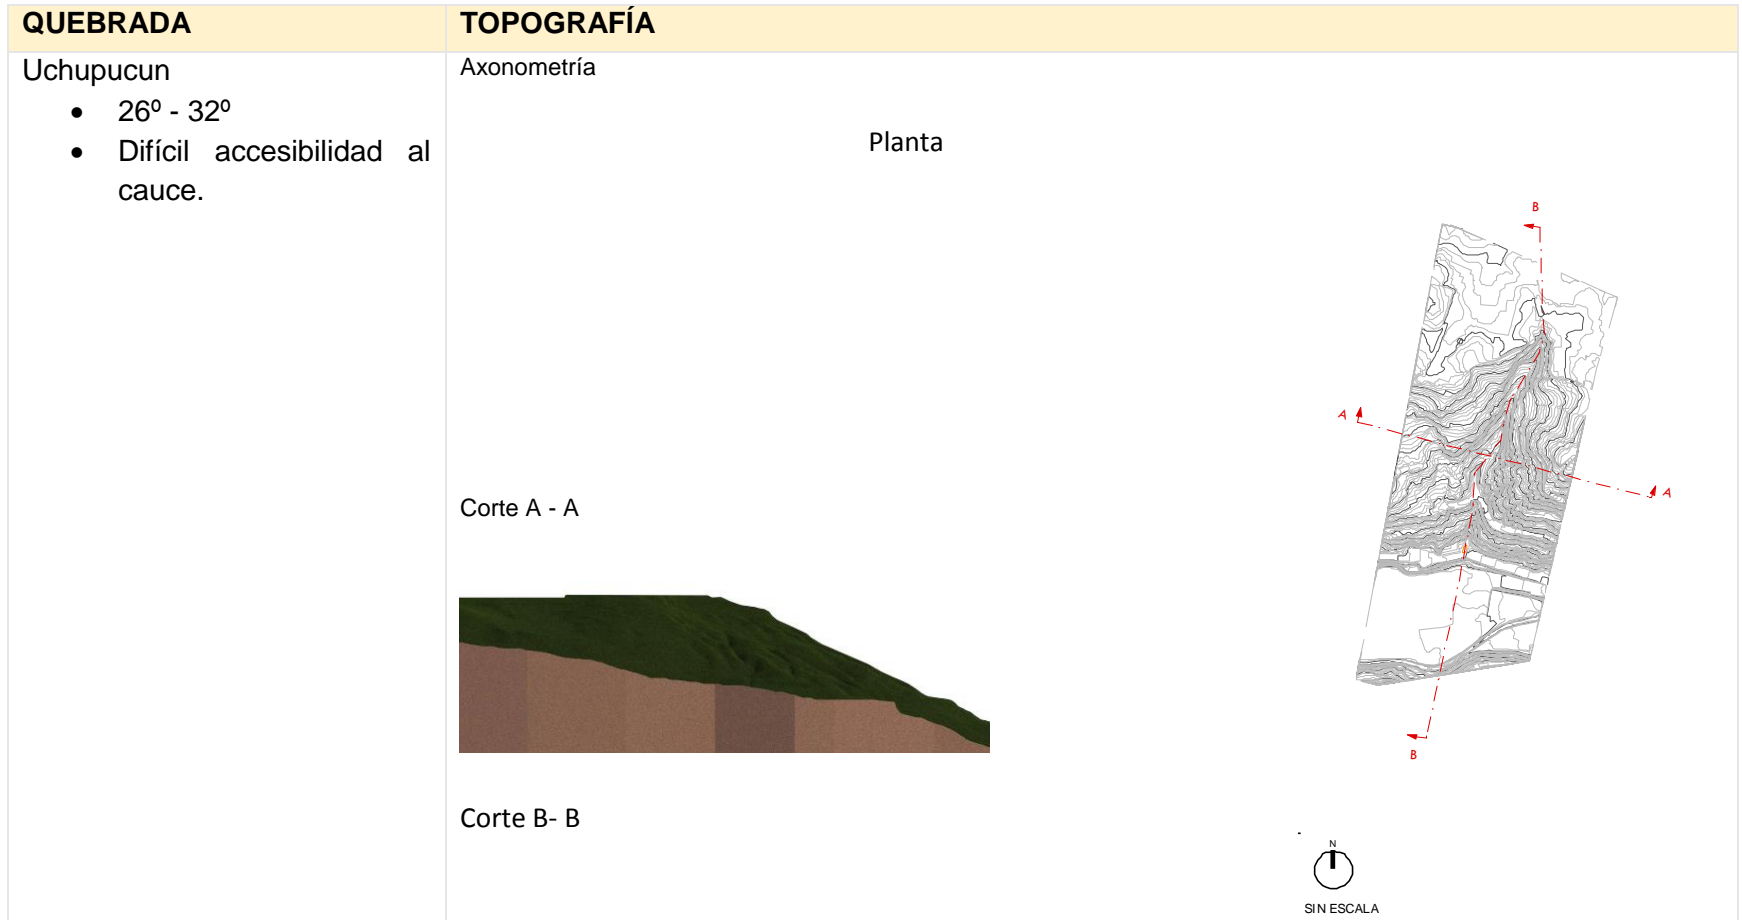 QUEBRADA
TOPOGRAFÍA
Uchupucun
• 26º - 32º
• Difícil accesibilidad al
cauce.
Axonometría
Planta
B
A
A
Corte A - A
B
Corte B- B
N
SIN ESCALA